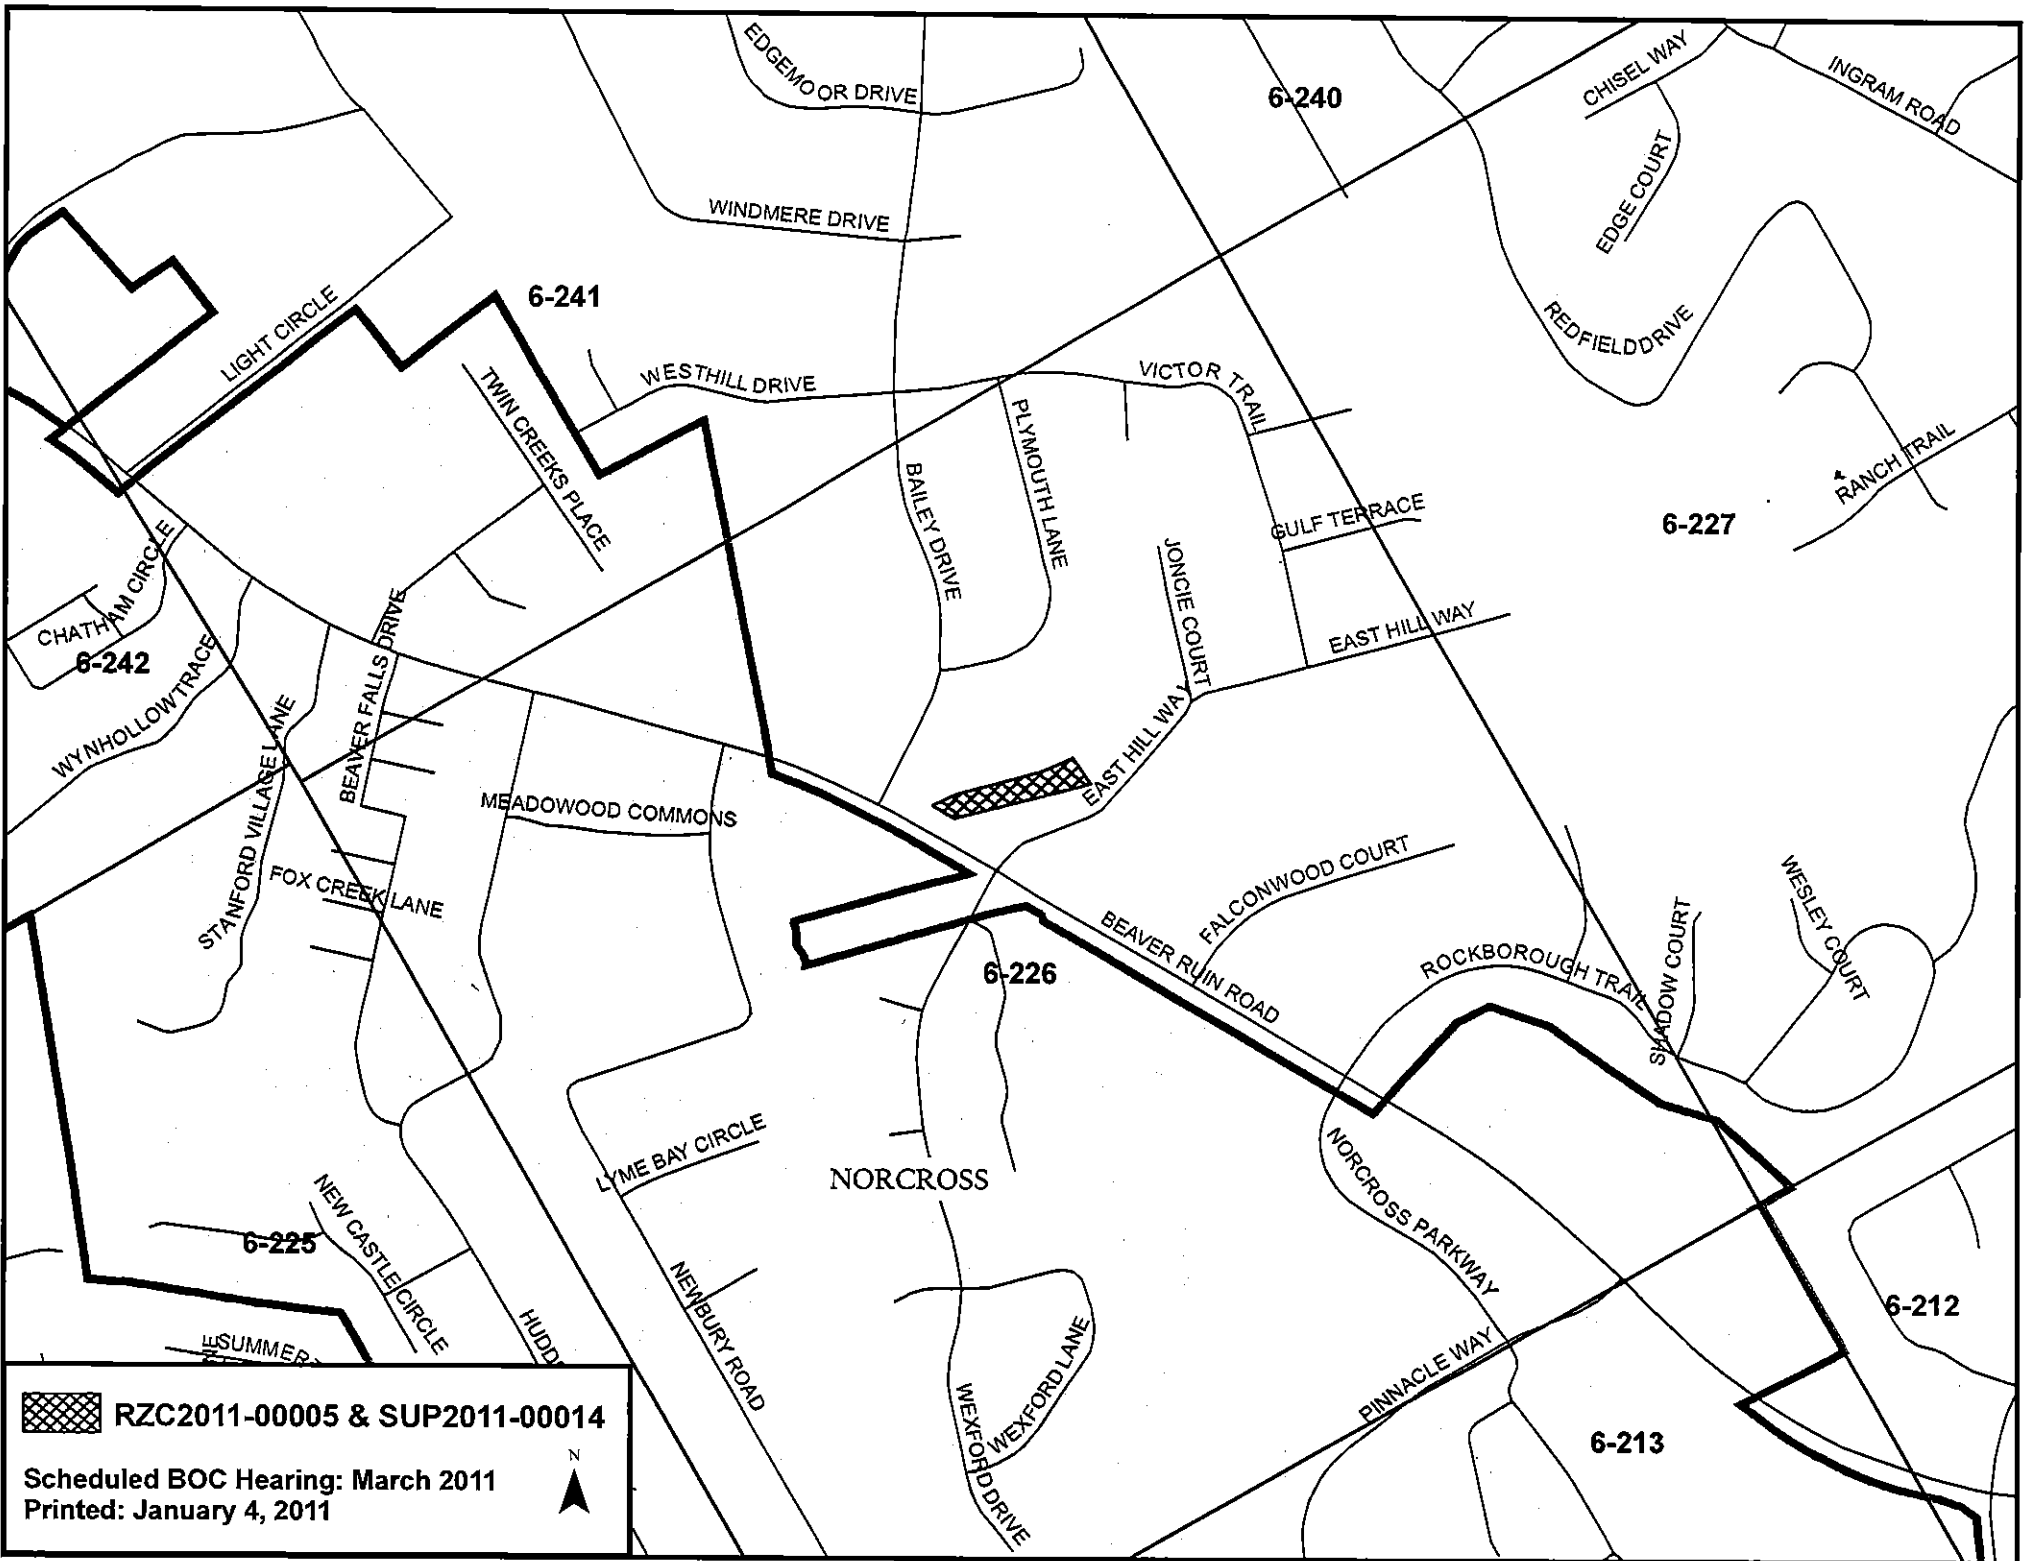 EDGEMOOR DRIVE
6-240
CHISEL WAY
INGRAM ROAD
EDGE COURT
WINDMERE DRIVE
6-241
LIGHT CIRCLE
REDFIELD DRIVE
WESTHILL DRIVE
VICTOR TRAIL
TWIN CREEKS PLACE
PLYMOUTH LANE
BAILEY DRIVE
RANCH TRAIL
6-227
GULF TERRACE
JONCIE COURT
CHATHAM CIRCLE
6-242
EAST HILL WAY
WYNHOLLOW TRACE
BEAVER FALLS DRIVE
STANFORD VILLAGE LANE
EAST HILL WAY
MEADOWOOD COMMONS
FOX CREEK LANE
FALCONWOOD COURT
WESLEY COURT
BEAVER RUIN ROAD
ROCKBOROUGH TRAIL
SHADOW COURT
6-226
LYME BAY CIRCLE
NORCROSS
NORCROSS PARKWAY
NEW CASTLE CIRCLE
6-225
NEWBURY ROAD
HUDD
6-212
SUMMER
WEXFORD LANE
WEXFORD DRIVE
PINNACLE WAY
6-213
RZC2011-00005 & SUP2011-00014
N
Scheduled BOC Hearing: March 2011
Printed: January 4, 2011